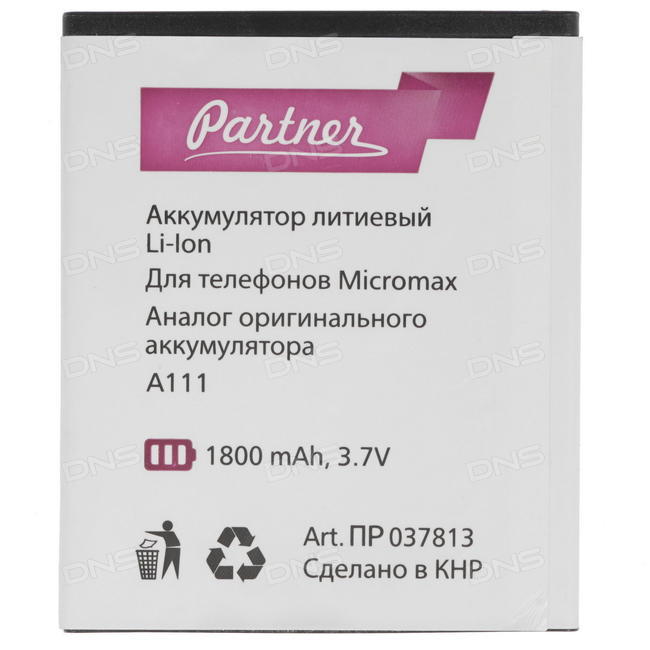 Partner
Аккумулятор литиевый
Li-Ion
Для телефонов Micromax
Аналог оригинального
аккумулятора
A111
1800 mAh, 3.7V
Art. ПР 037813
Сделано в КНР
DNS